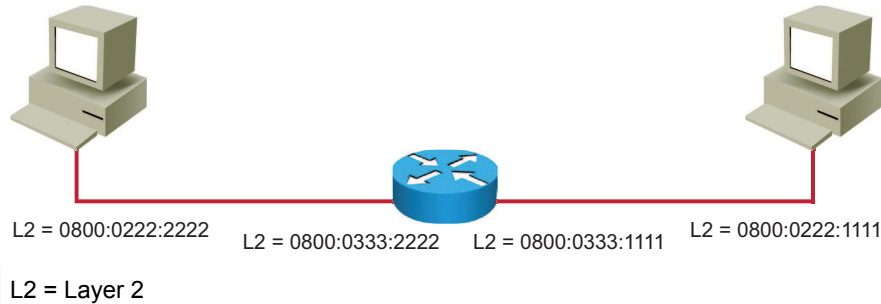 L2 = 0800:0222:2222
L2 = 0800:0333:2222
L2 = 0800:0333:1111
L2 = 0800:0222:1111
L2 = Layer 2